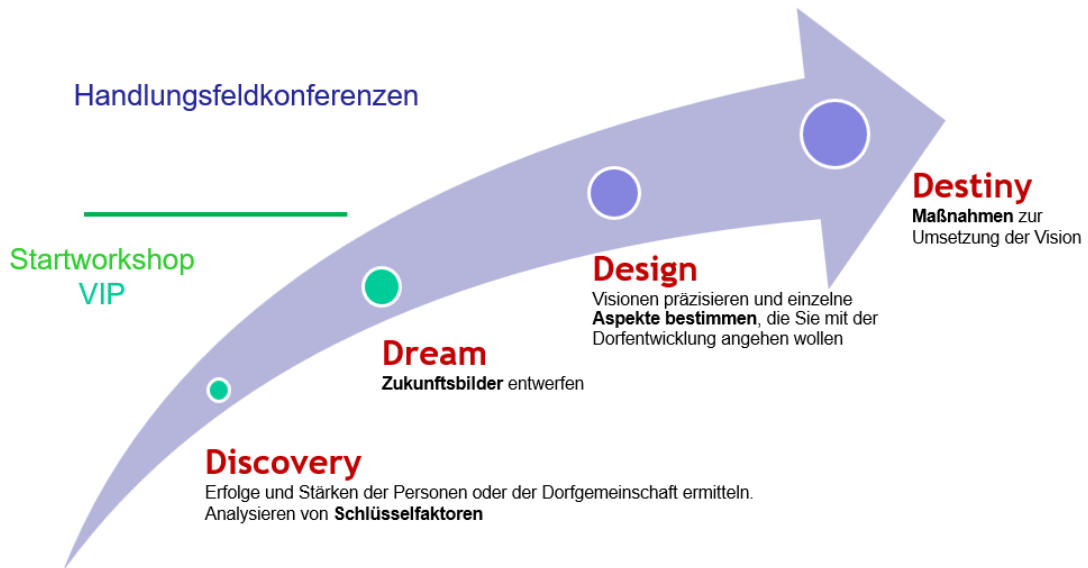 Handlungsfeldkonferenzen
Startworkshop
VIP
Discovery
Erfolge und Stärken der Personen oder der Dorfgemeinschaft ermitteln.
Analysieren von Schlüsselfaktoren
Dream
Zukunftsbilder entwerfen
Design
Visionen präzisieren und einzelne
Aspekte bestimmen, die Sie mit der
Dorfentwicklung angehen wollen
Destiny
Maßnahmen zur
Umsetzung der Vision